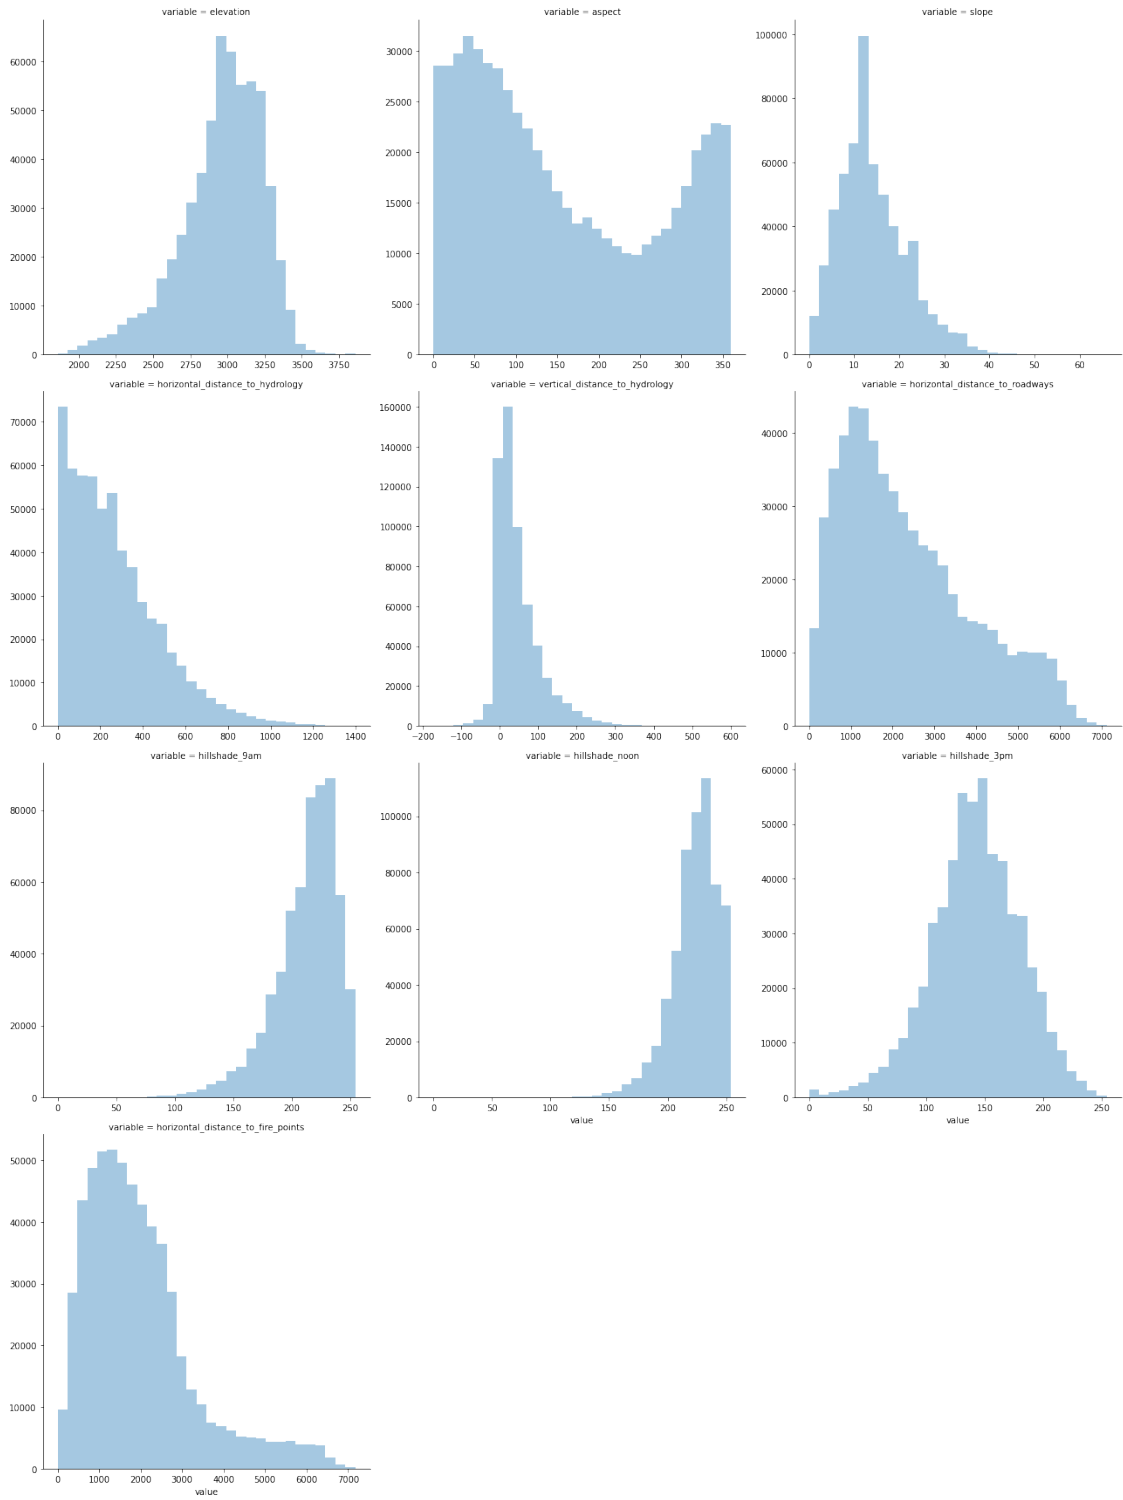 variable = elevation
60000
50000
40000
30000
20000
10000
0
2000 2250 2500 2750 3000 3250 3500 3750
variable = aspect
30000
25000
20000
15000
10000
5000
0
0 50 100 150 200 250 300 350
variable = slope
100000
80000
60000
40000
20000
0
0 10 20 30 40 50 60
variable = horizontal_distance_to_hydrology
70000
60000
50000
40000
30000
20000
10000
0
0 200 400 600 800 1000 1200 1400
variable = vertical_distance_to_hydrology
160000
140000
120000
100000
80000
60000
40000
20000
0
−200 −100 0 100 200 300 400 500 600
variable = horizontal_distance_to_roadways
40000
30000
20000
10000
0
0 1000 2000 3000 4000 5000 6000 7000
variable = hillshade_9am
80000
60000
40000
20000
0
0 50 100 150 200 250
variable = hillshade_noon
100000
80000
60000
40000
20000
0
0 50 100 150 200 250
value
variable = hillshade_3pm
60000
50000
40000
30000
20000
10000
0
0 50 100 150 200 250
value
variable = horizontal_distance_to_fire_points
50000
40000
30000
20000
10000
0
0 1000 2000 3000 4000 5000 6000 7000
value